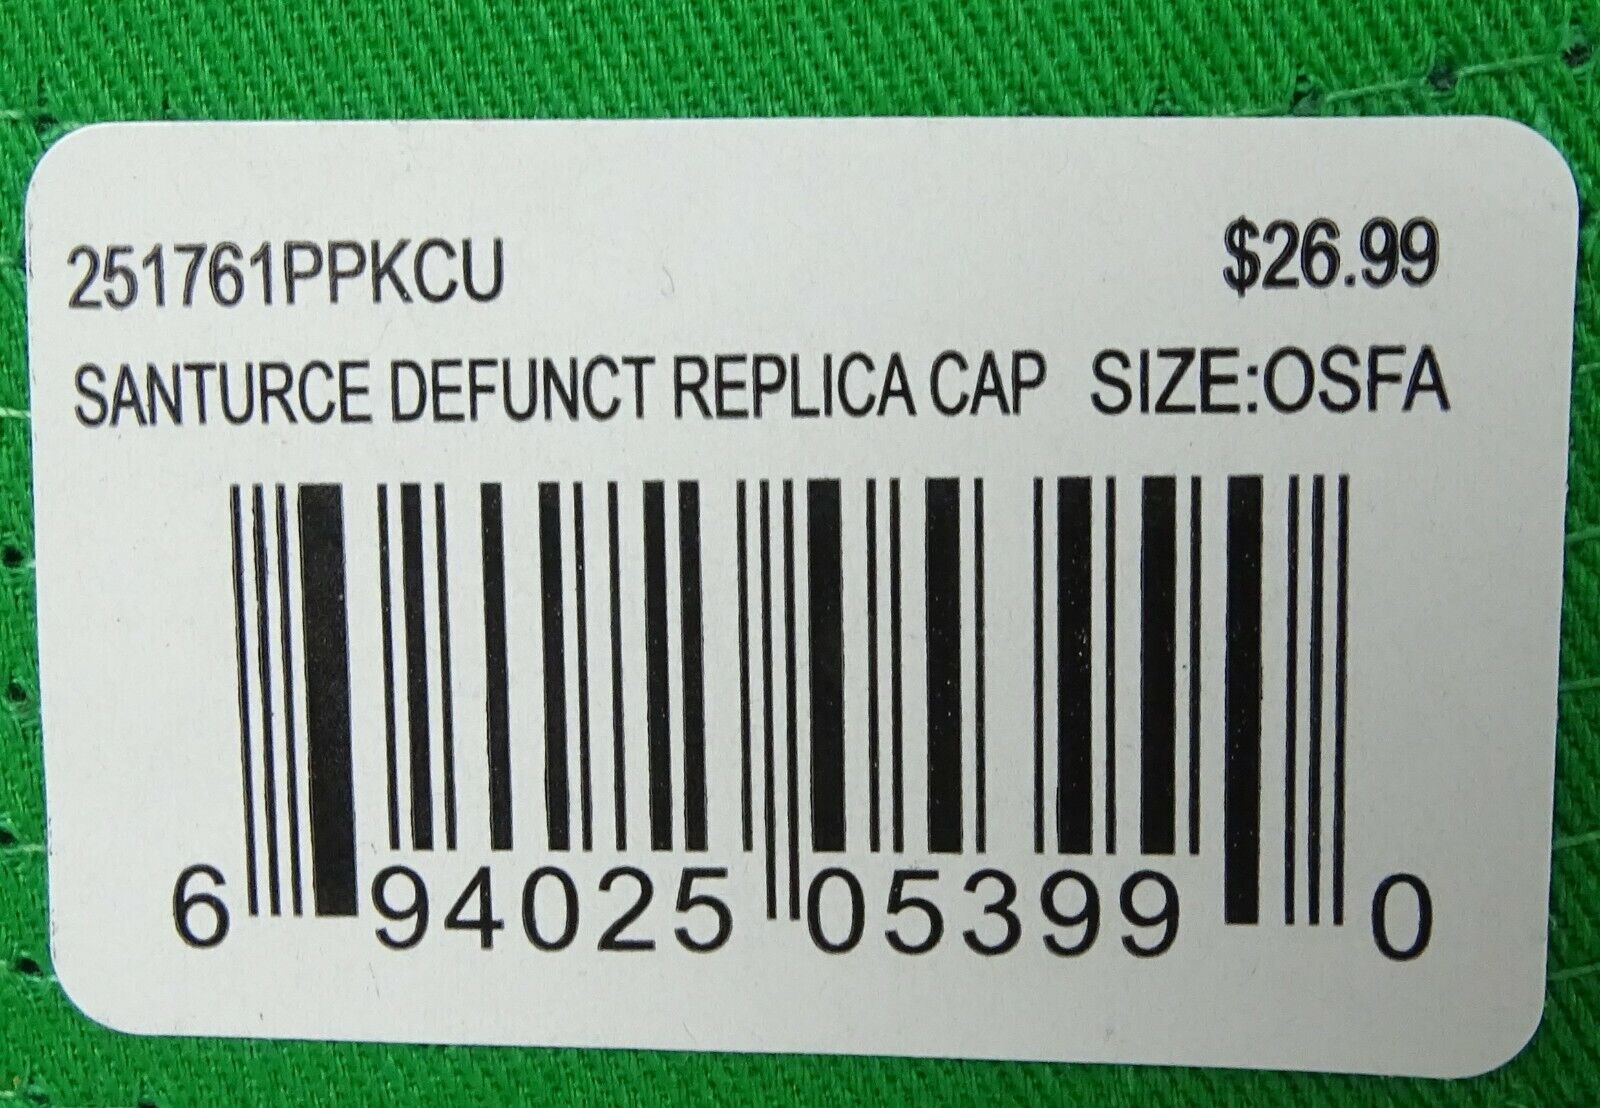 251761PPKCU $26.99
SANTURCE DEFUNCT REPLICA CAP SIZE:OSFA
6 94025 05399 0